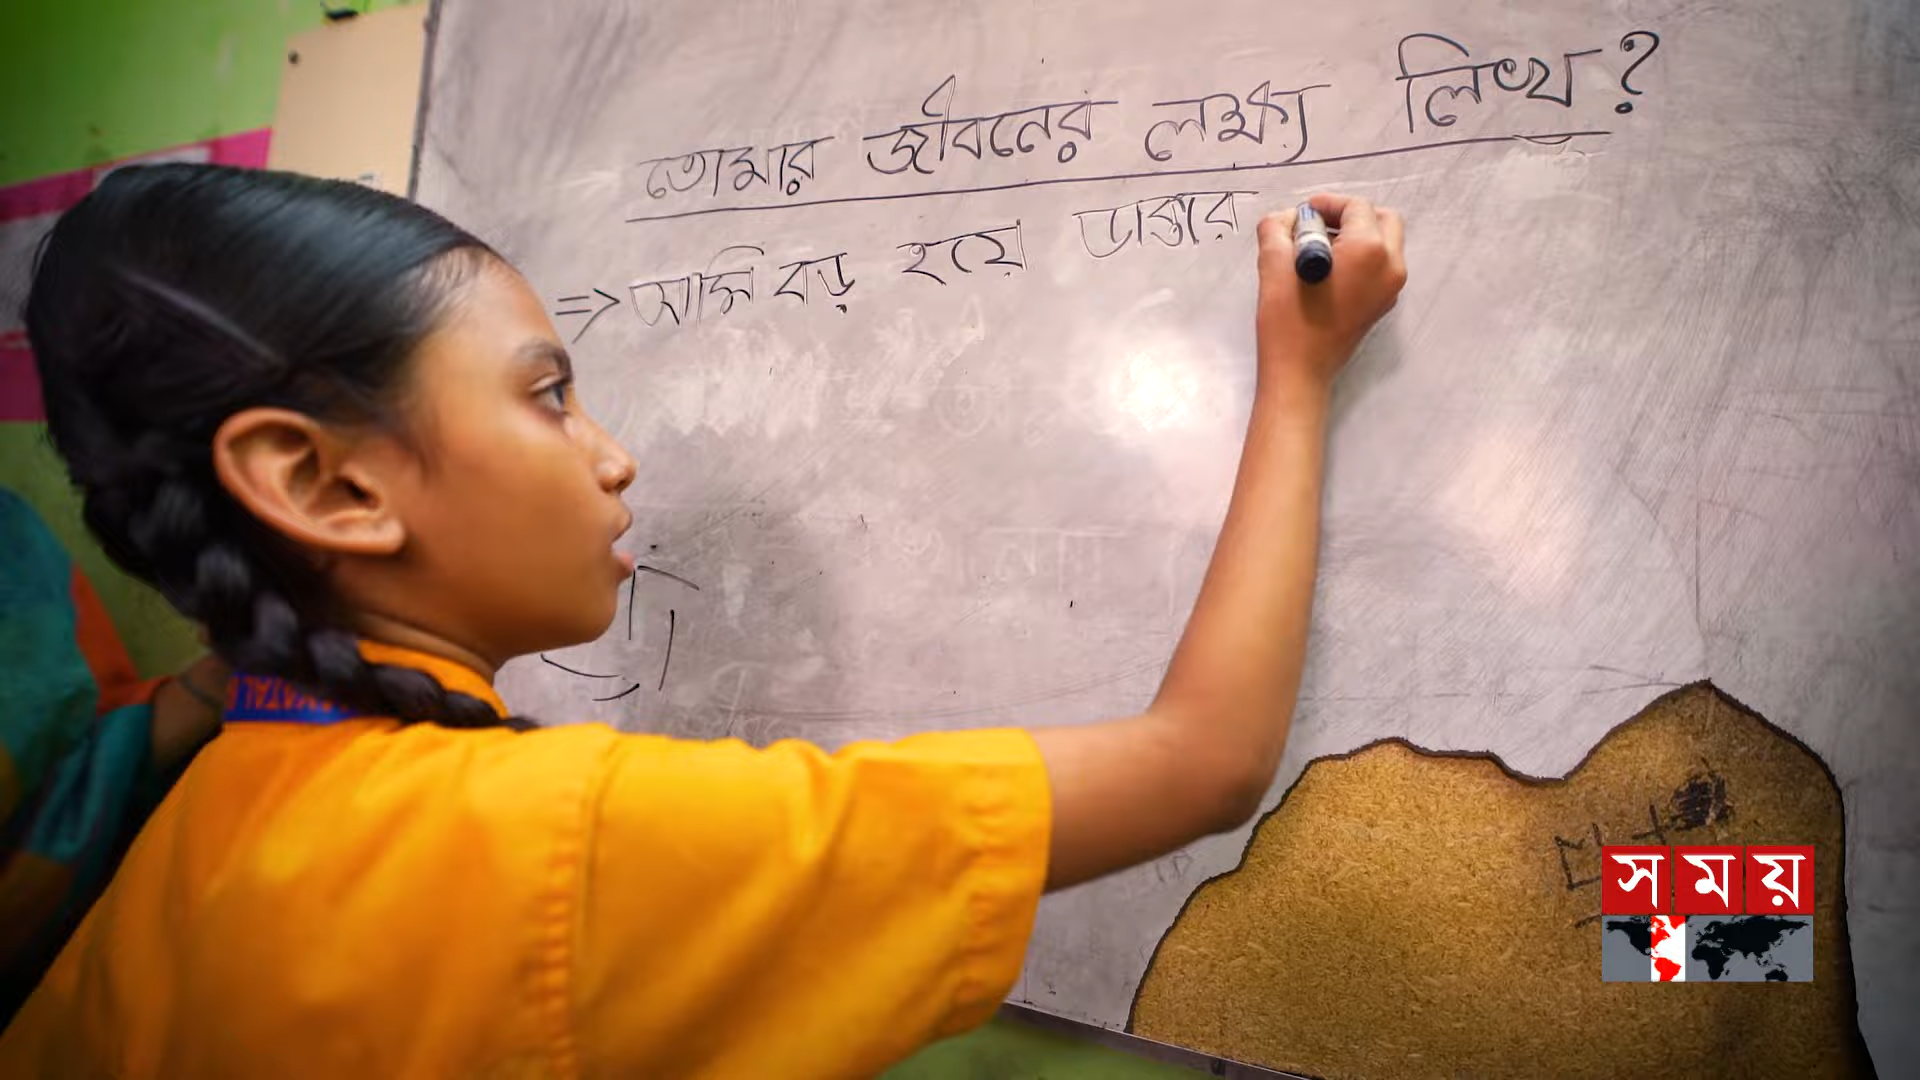 তোমার জীবনের লক্ষ্য লিখ?
=> আমি বড় হয়ে ডাক্তার
সময়